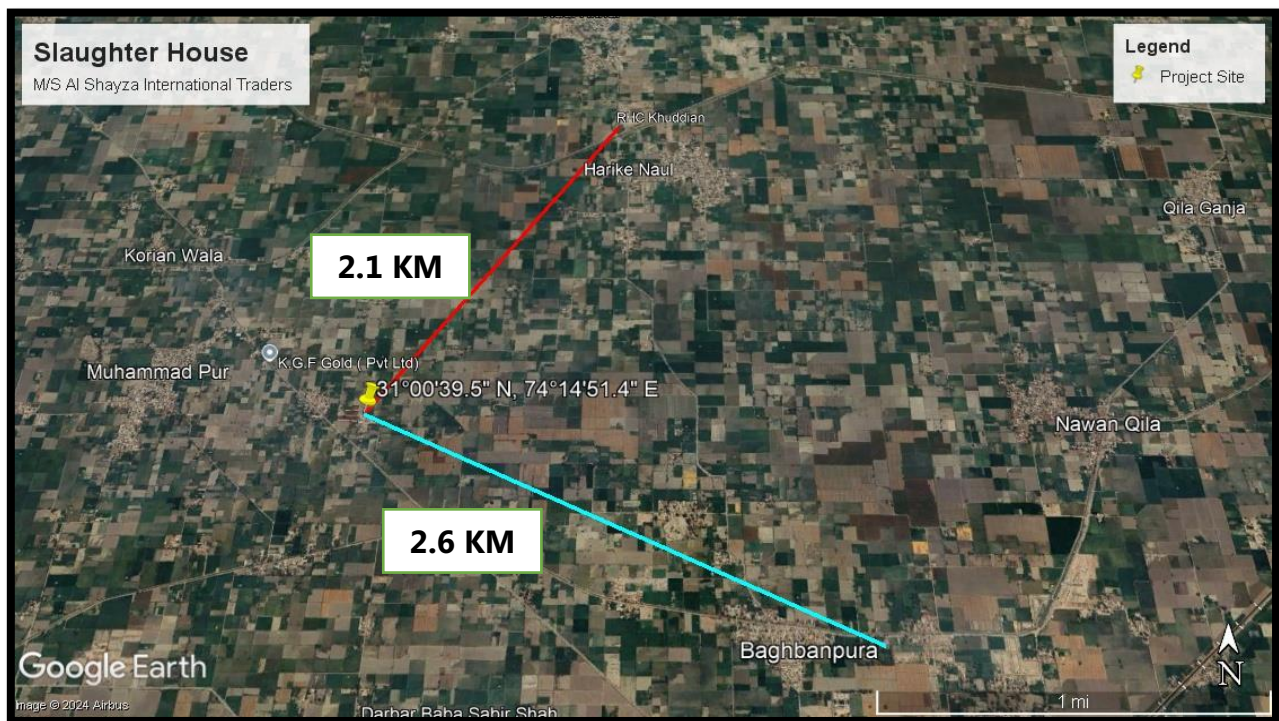 Slaughter House
M/S Al Shayza International Traders
Legend
Project Site
RHC Khuddian
Harike Naul
Qila Ganja
Korian Wala
2.1 KM
K.G.F Gold ( Pvt Ltd)
Muhammad Pur
31°00'39.5" N, 74°14'51.4" E
Nawan Qila
2.6 KM
Baghbanpura
Google Earth
N
1 mi
mage © 2024 Airbus
Darbar Baba Sabir Shah